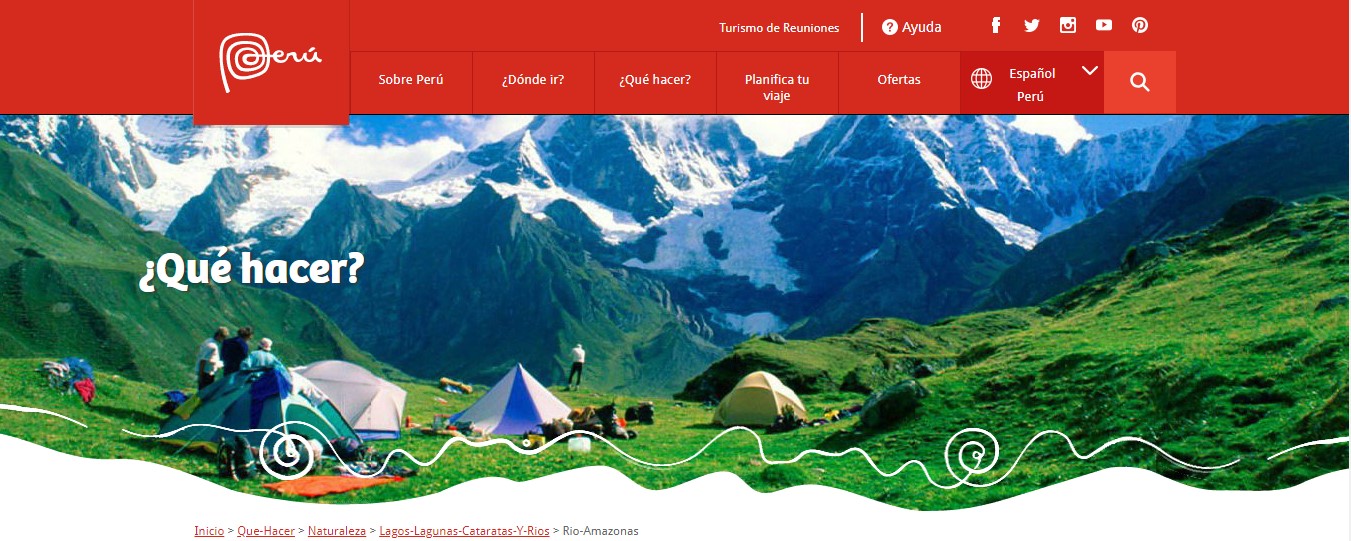 Perú
Turismo de Reuniones
Ayuda
Sobre Perú
¿Dónde ir?
¿Qué hacer?
Planifica tu
viaje
Ofertas
Español
Perú
¿Qué hacer?
Inicio > Que-Hacer > Naturaleza > Lagos-Lagunas-Cataratas-Y-Rios > Rio-Amazonas